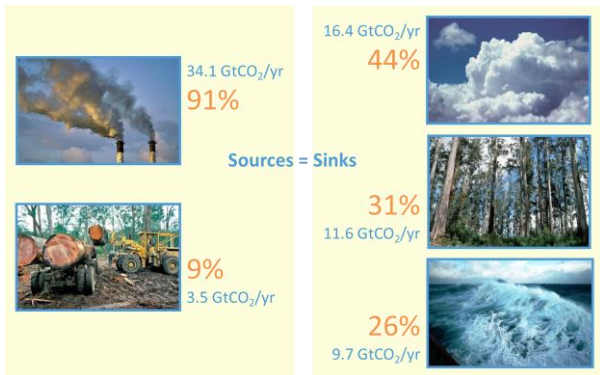 34.1 GtCO₂/yr
91%
9%
3.5 GtCO₂/yr
Sources = Sinks
16.4 GtCO₂/yr
44%
31%
11.6 GtCO₂/yr
26%
9.7 GtCO₂/yr